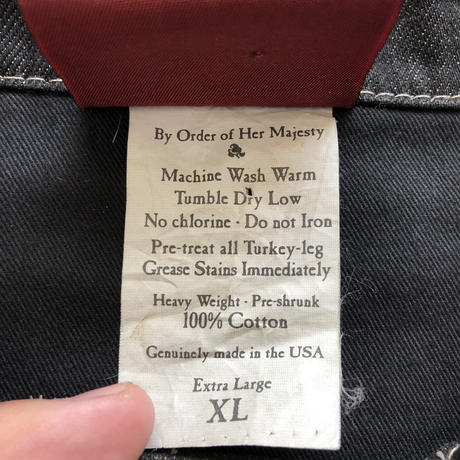 By Order of Her Majesty
Machine Wash Warm
Tumble Dry Low
No chlorine · Do not Iron
Pre-treat all Turkey-leg
Grease Stains Immediately
Heavy Weight · Pre-shrunk
100% Cotton
Genuinely made in the USA
Extra Large
XL